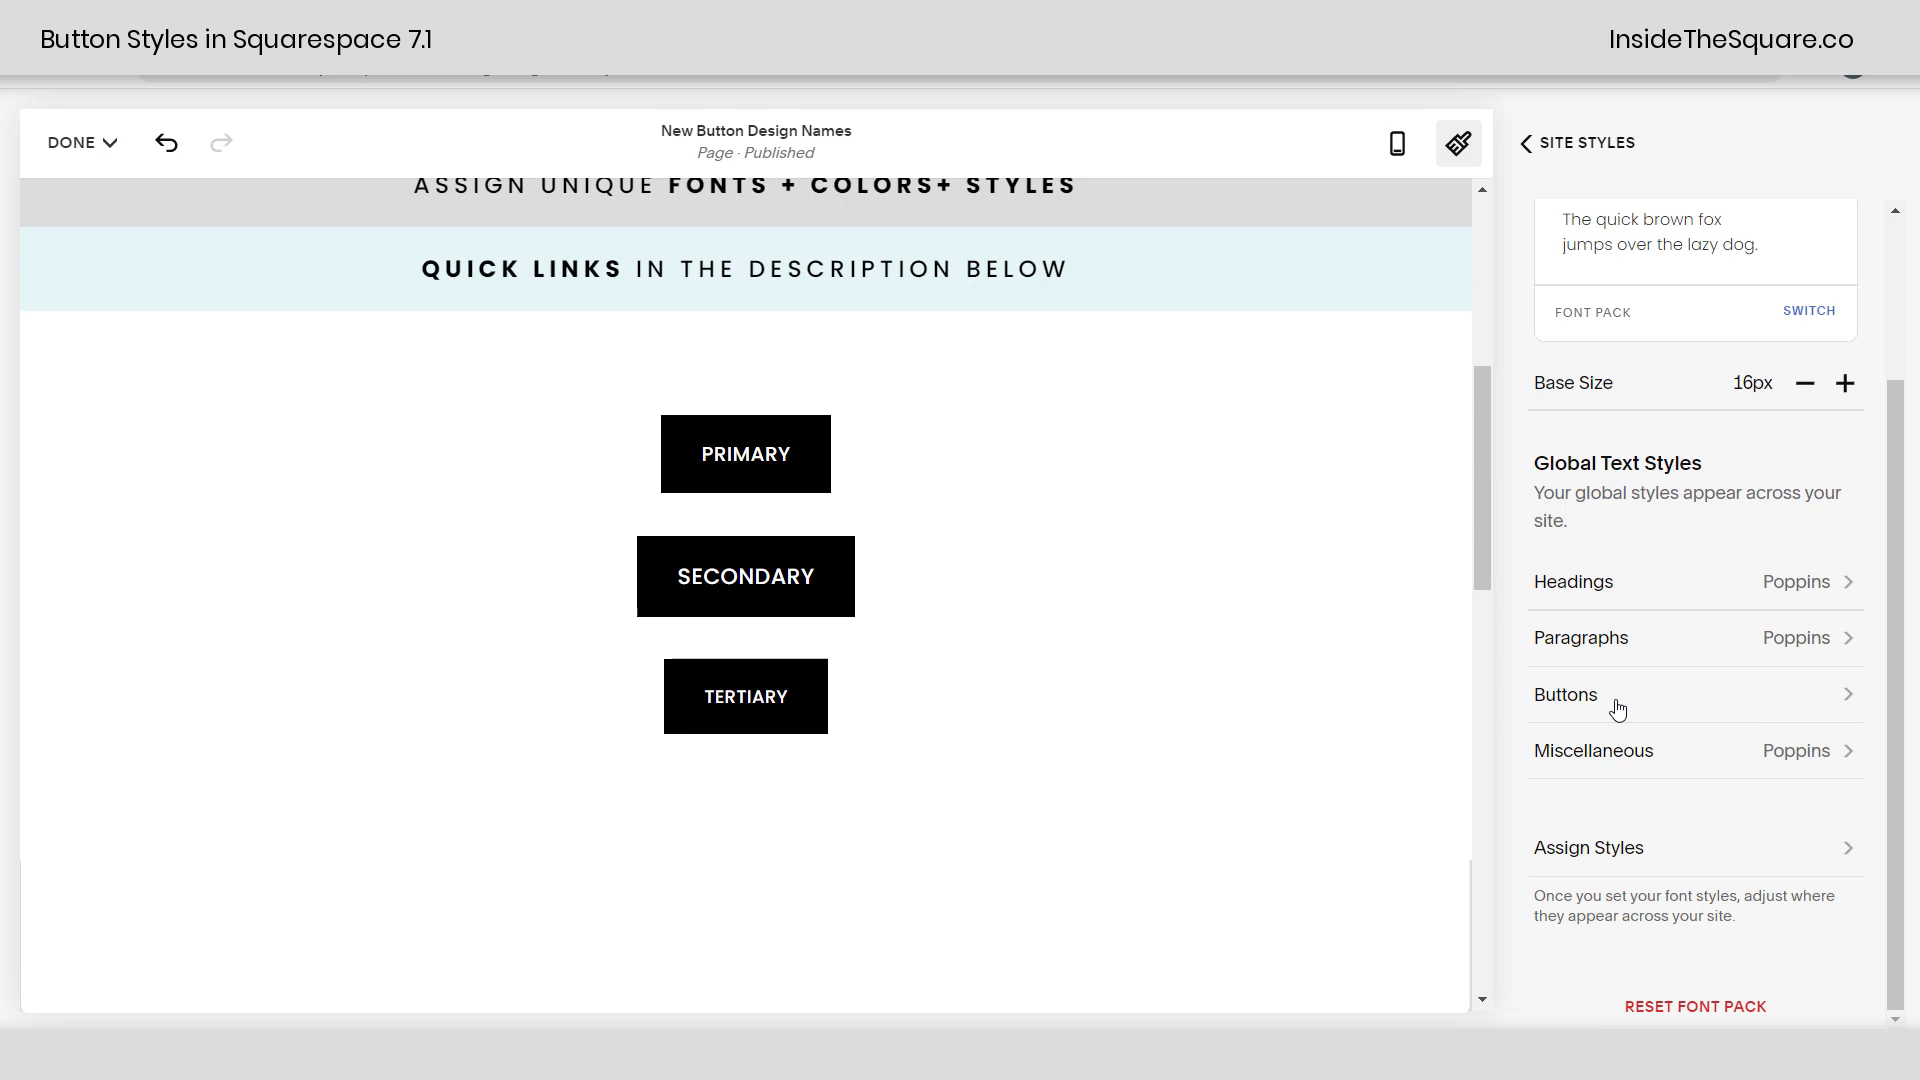 Button Styles in Squarespace 7.1
InsideTheSquare.co
DONE
New Button Design Names
Page · Published
SITE STYLES
ASSIGN UNIQUE FONTS + COLORS+ STYLES
QUICK LINKS IN THE DESCRIPTION BELOW
PRIMARY
SECONDARY
TERTIARY
The quick brown fox
jumps over the lazy dog.
FONT PACK
SWITCH
Base Size
16px
Global Text Styles
Your global styles appear across your
site.
Headings
Poppins
Paragraphs
Poppins
Buttons
Miscellaneous
Poppins
Assign Styles
Once you set your font styles, adjust where
they appear across your site.
RESET FONT PACK